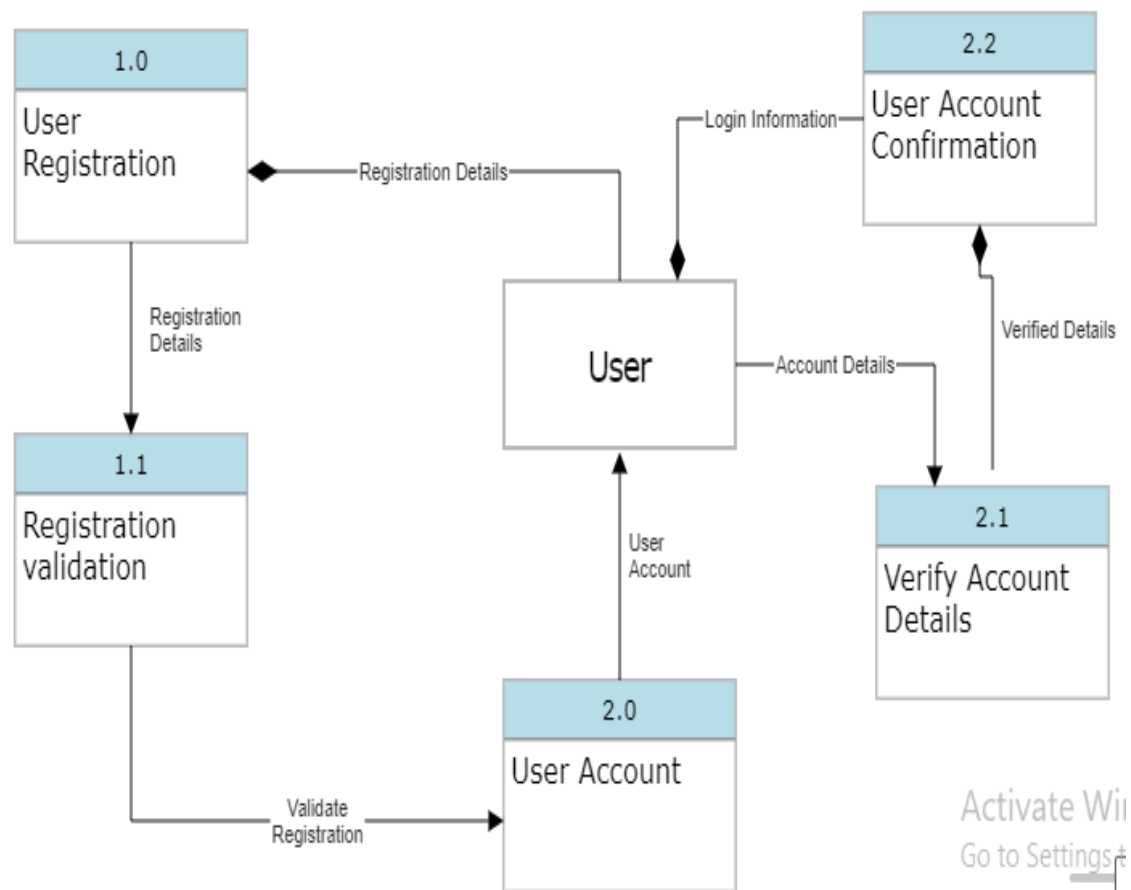 1.0
User
Registration
2.2
User Account
Confirmation
Login Information
Registration Details
Registration
Details
User
Account Details
Verified Details
1.1
Registration
validation
2.1
Verify Account
Details
User
Account
2.0
User Account
Validate
Registration
Activate
Go to Settings